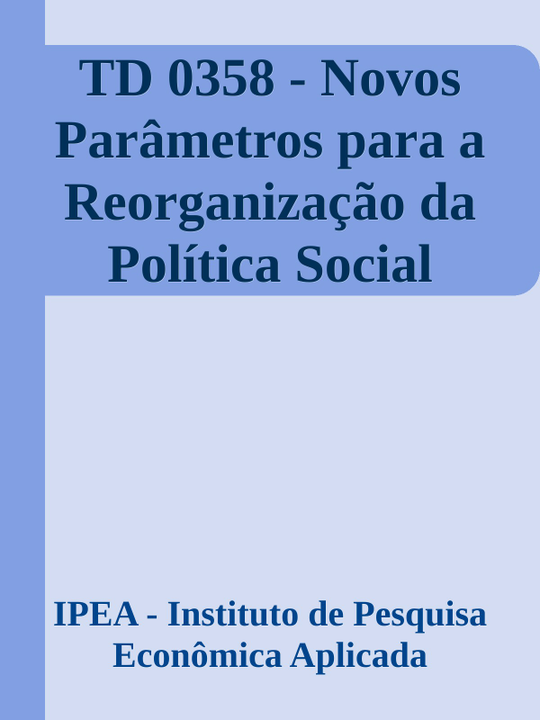 TD 0358 - Novos
Parâmetros para a
Reorganização da
Política Social
IPEA - Instituto de Pesquisa
Econômica Aplicada